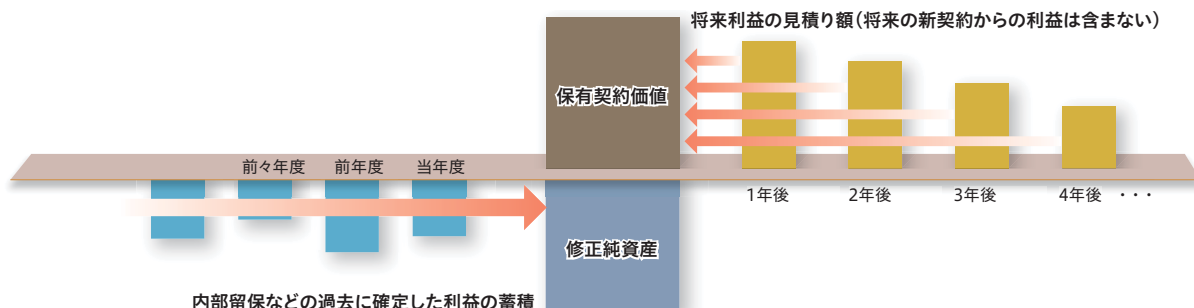 将来利益の見積り額(将来の新契約からの利益は含まない)
保有契約価値
前々年度 前年度 当年度
1年後 2年後 3年後 4年後 ・・・
修正純資産
内部留保などの過去に確定した利益の蓄積